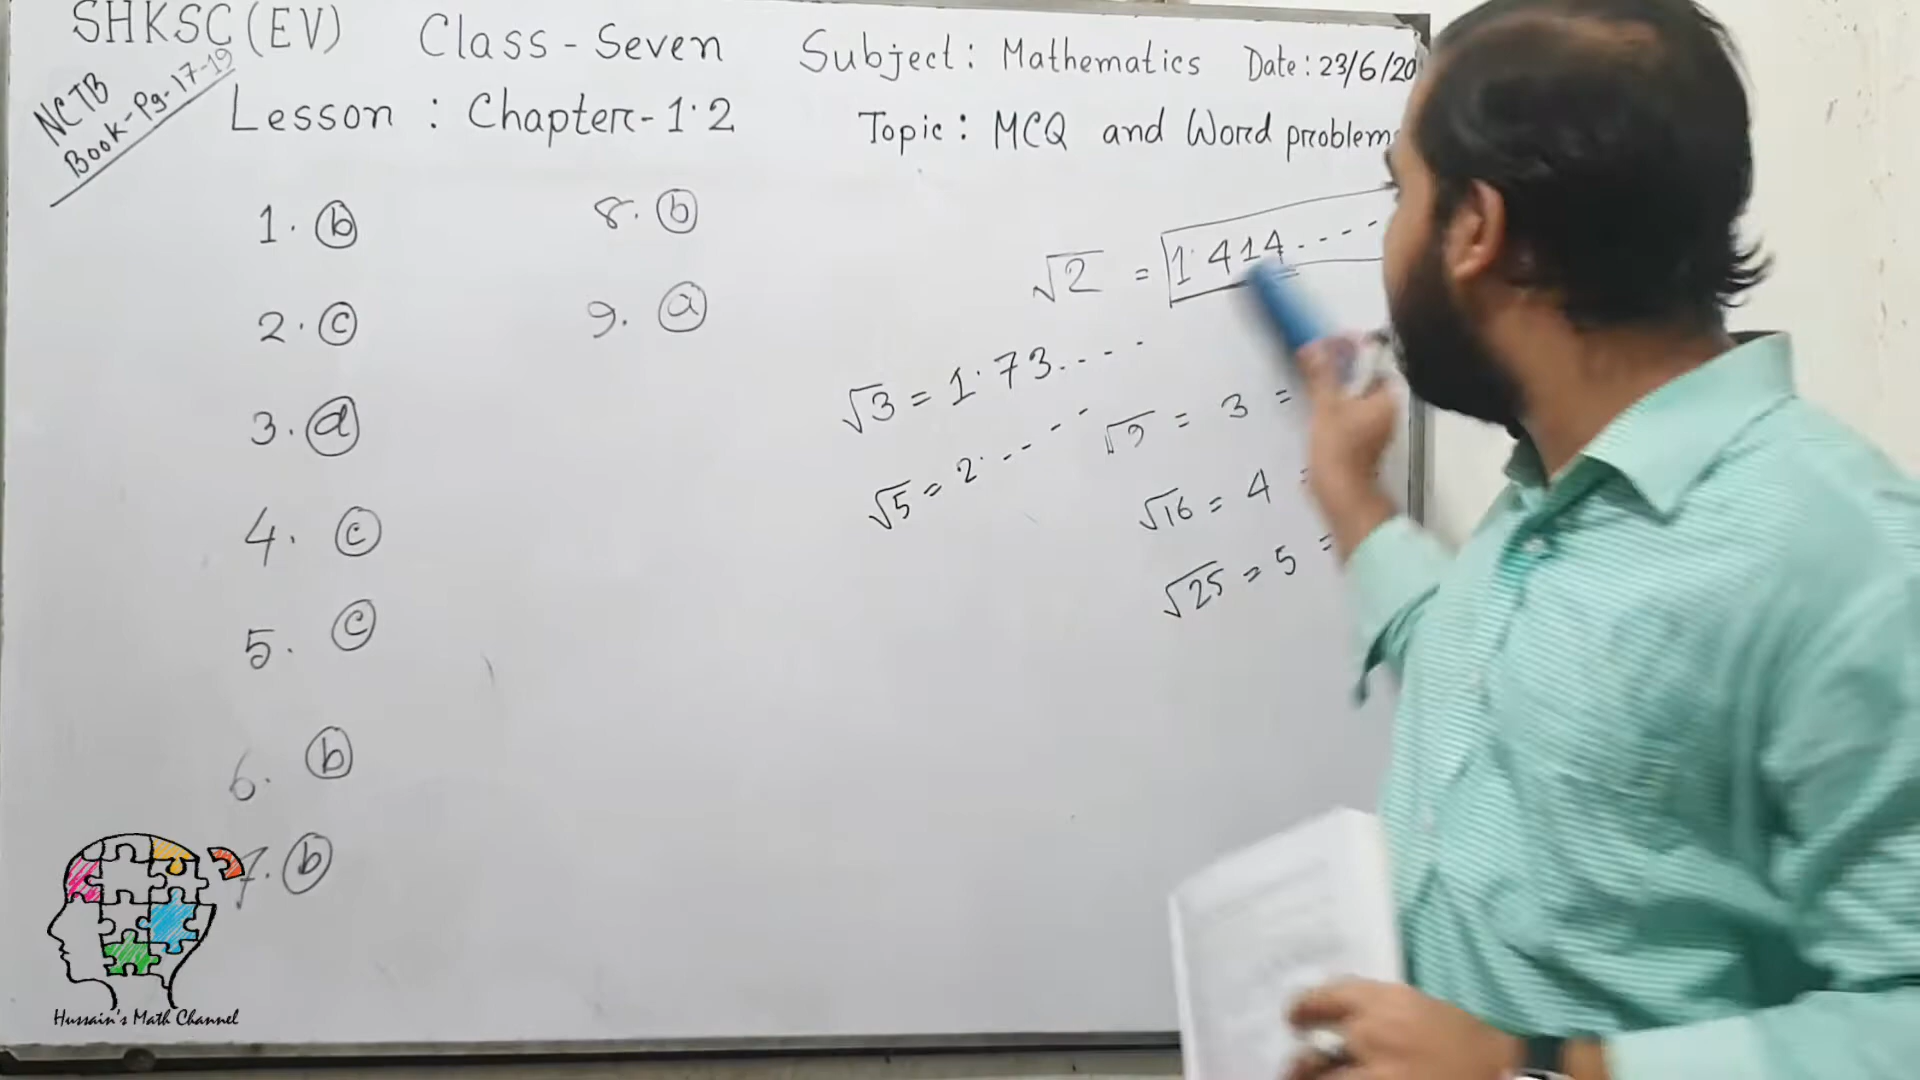 SHKSC (EV) Class - Seven Subject : Mathematics Date : 23/6/20
NCTB
Book - Pg - 17-19
Lesson : Chapter - 1.2 Topic : MCQ and Word problem
1. b
2. c
3. d
4. c
5. c
6. b
7. b
8. b
9. a
√2 = 1.414....
√3 = 1.73....
√5 = 2.....
√9 = 3 =
√16 = 4 =
√25 = 5 =
Hussain's Math Channel